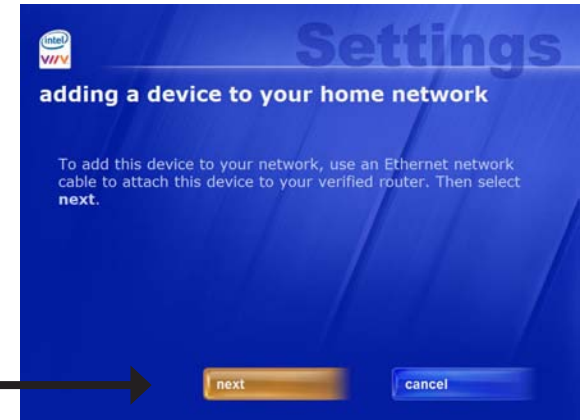 intel
VIIV
Settings
adding a device to your home network
To add this device to your network, use an Ethernet network
cable to attach this device to your verified router. Then select
next.
next
cancel